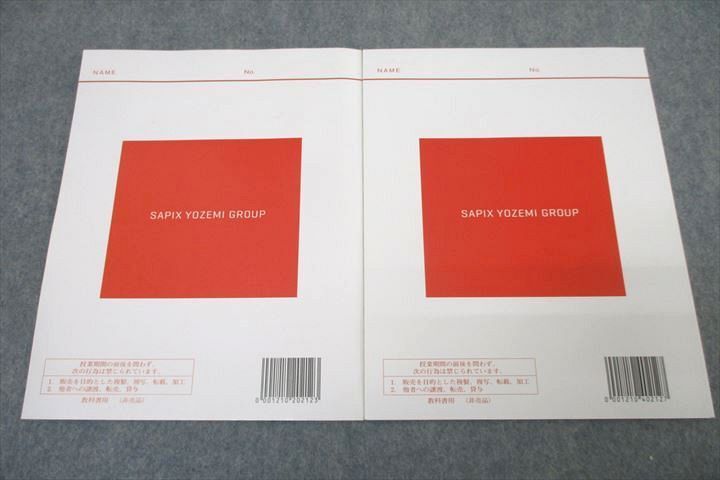 NAME No.
SAPIX YOZEMI GROUP
授業期間の前後を問わず、
次の行為は禁じられています。
1. 販売を目的とした複製、複写、転載、加工
2. 他者への譲渡、転売、貸与
教科書用 (非売品)
0 001210 202123
NAME No.
SAPIX YOZEMI GROUP
授業期間の前後を問わず、
次の行為は禁じられています。
1. 販売を目的とした複製、複写、転載、加工
2. 他者への譲渡、転売、貸与
教科書用 (非売品)
0 001210 402127